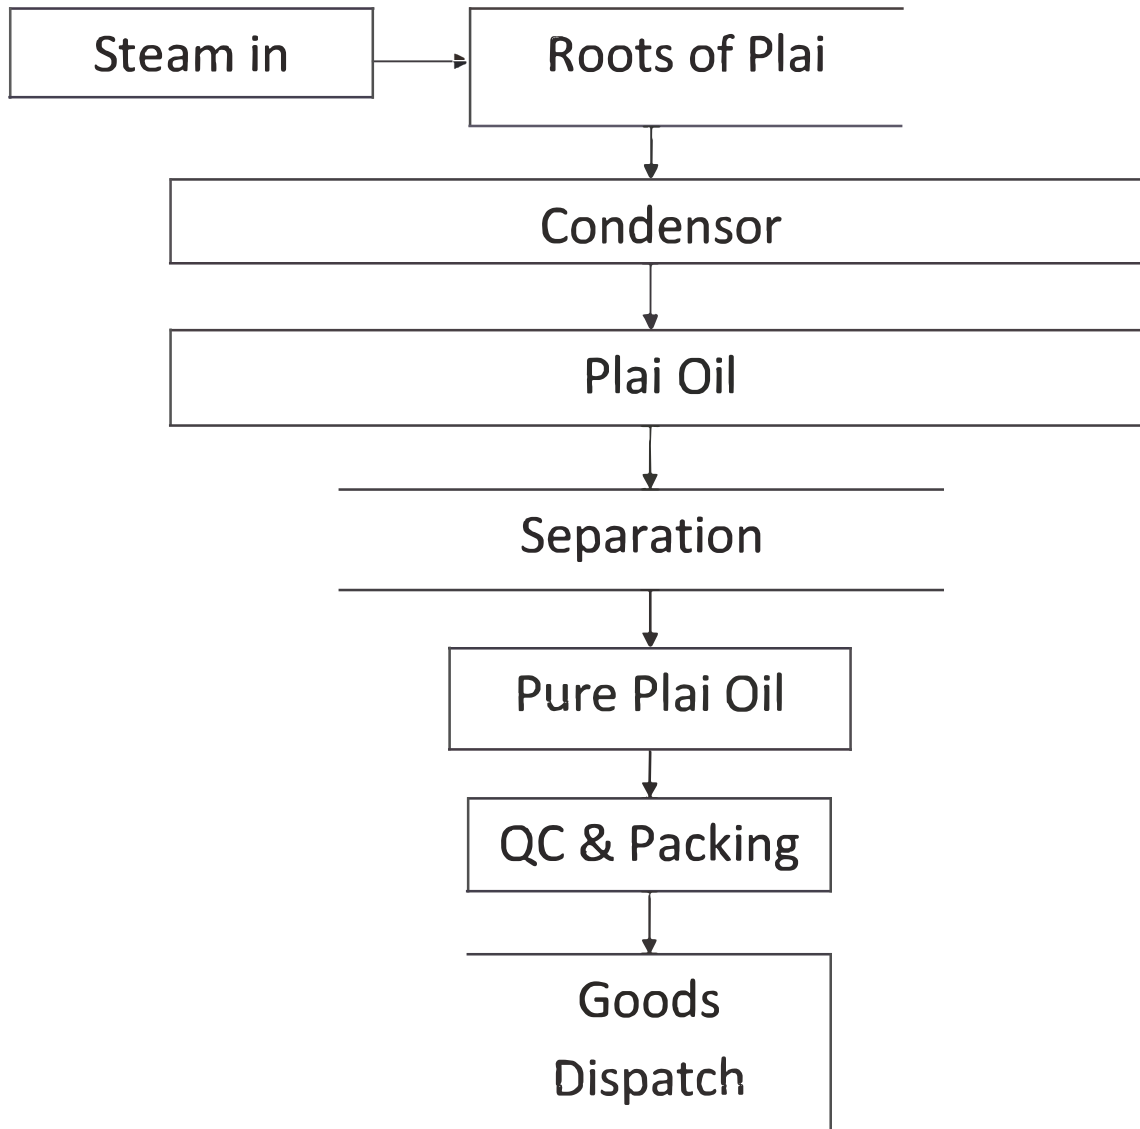 Steam in
Roots of Plai
Condensor
Plai Oil
Separation
Pure Plai Oil
QC & Packing
Goods
Dispatch